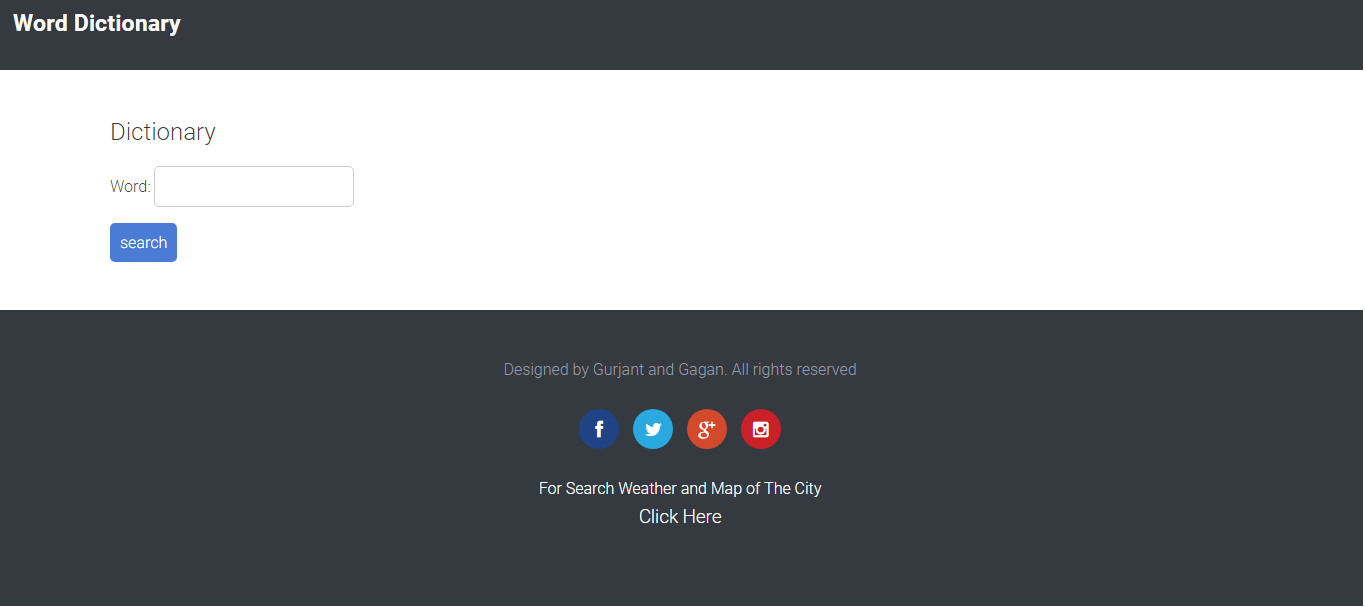 Word Dictionary
Dictionary
Word:
search
Designed by Gurjant and Gagan. All rights reserved
For Search Weather and Map of The City
Click Here